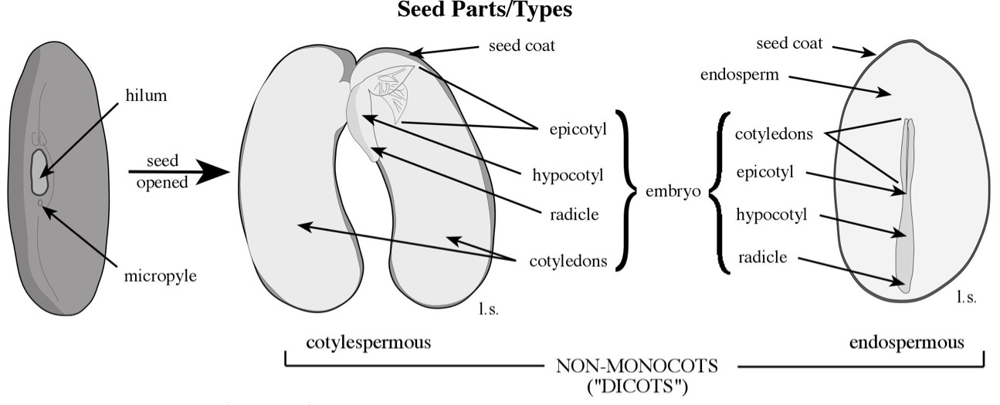 Seed Parts/Types
hilum
micropyle
seed
opened
seed coat
epicotyl
hypocotyl
radicle
cotyledons
l.s.
embryo
seed coat
endosperm
cotyledons
epicotyl
hypocotyl
radicle
l.s.
cotylespermous
endospermous
NON-MONOCOTS
("DICOTS")